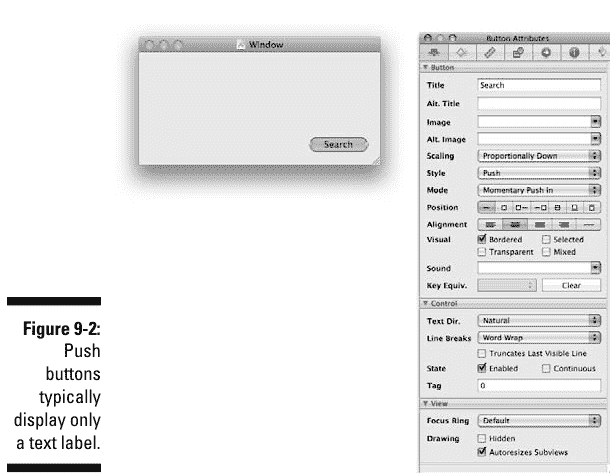 Window
Search
Button Attributes
Button
Title Search
Alt. Title
Image
Alt. Image
Scaling Proportionally Down
Style Push
Mode Momentary Push In
Position
Alignment
Visual Bordered Selected
Transparent Mixed
Sound
Key Equiv. Clear
Control
Text Dir. Natural
Line Breaks Word Wrap
Truncates Last Visible Line
State Enabled Continuous
Tag 0
View
Focus Ring Default
Drawing Hidden
Autoresizes Subviews
Figure 9-2:
Push
buttons
typically
display only
a text label.